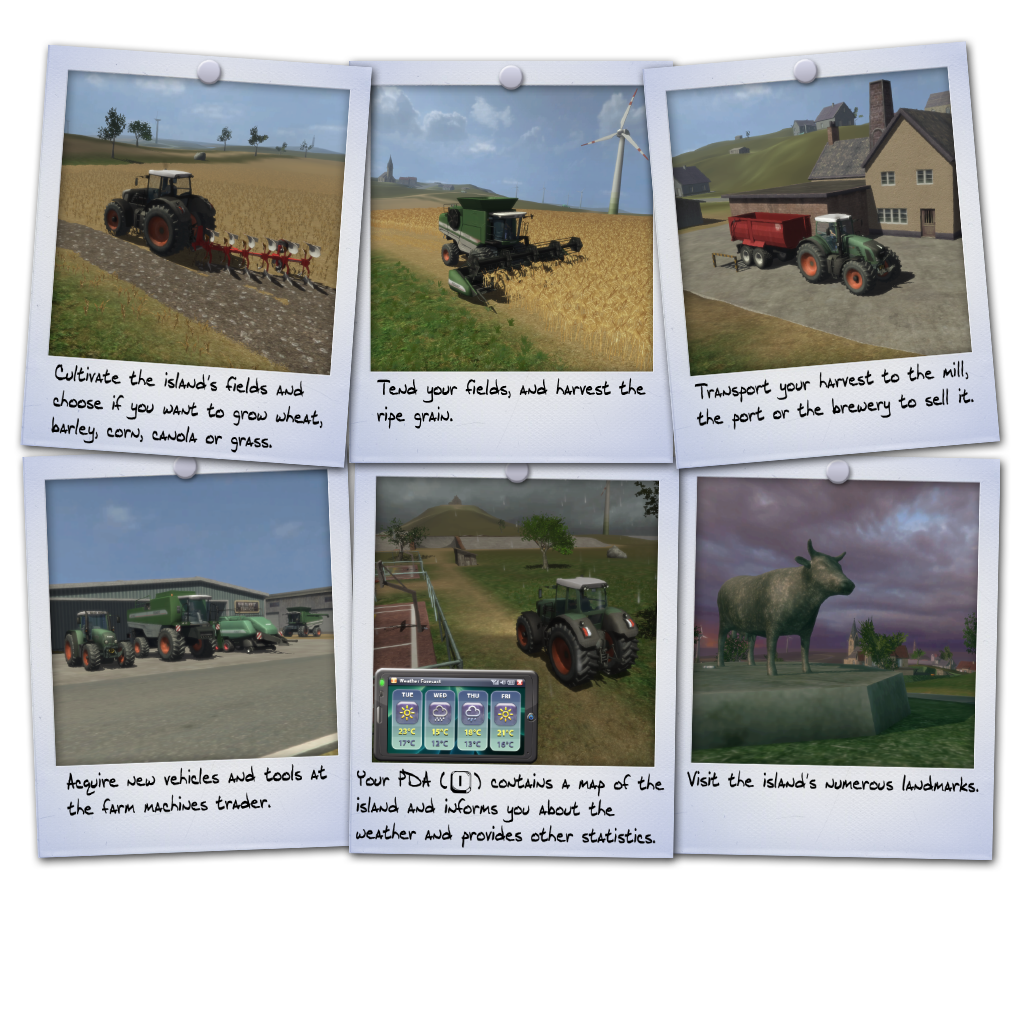 Cultivate the island's fields and
choose if you want to grow wheat,
barley, corn, canola or grass.
Tend your fields, and harvest the
ripe grain.
Transport your harvest to the mill,
the port or the brewery to sell it.
Acquire new vehicles and tools at
the farm machines trader.
Weather Forecast
TUE WED THU FRI
23°C 15°C 18°C 21°C
17°C 12°C 13°C 16°C
Your PDA (I) contains a map of the
island and informs you about the
weather and provides other statistics.
Visit the island's numerous landmarks.